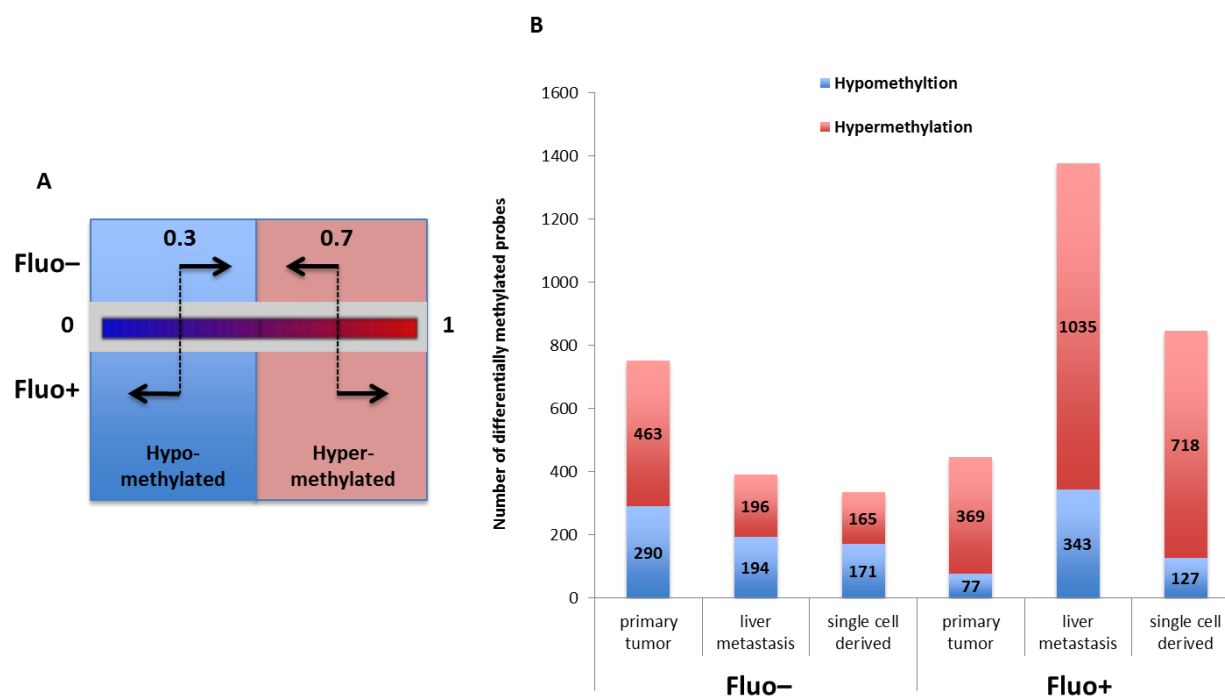 A
0.3 0.7
Fluo–
0 1
Fluo+
Hypo-
methylated
Hyper-
methylated
B
Hypomethyltion
Hypermethylation
Number of differentially methylated probes
1600
1400
1200
1000
800
600
400
200
0
463
290
196
194
165
171
369
77
1035
343
718
127
primary
tumor
liver
metastasis
single cell
derived
primary
tumor
liver
metastasis
single cell
derived
Fluo– Fluo+